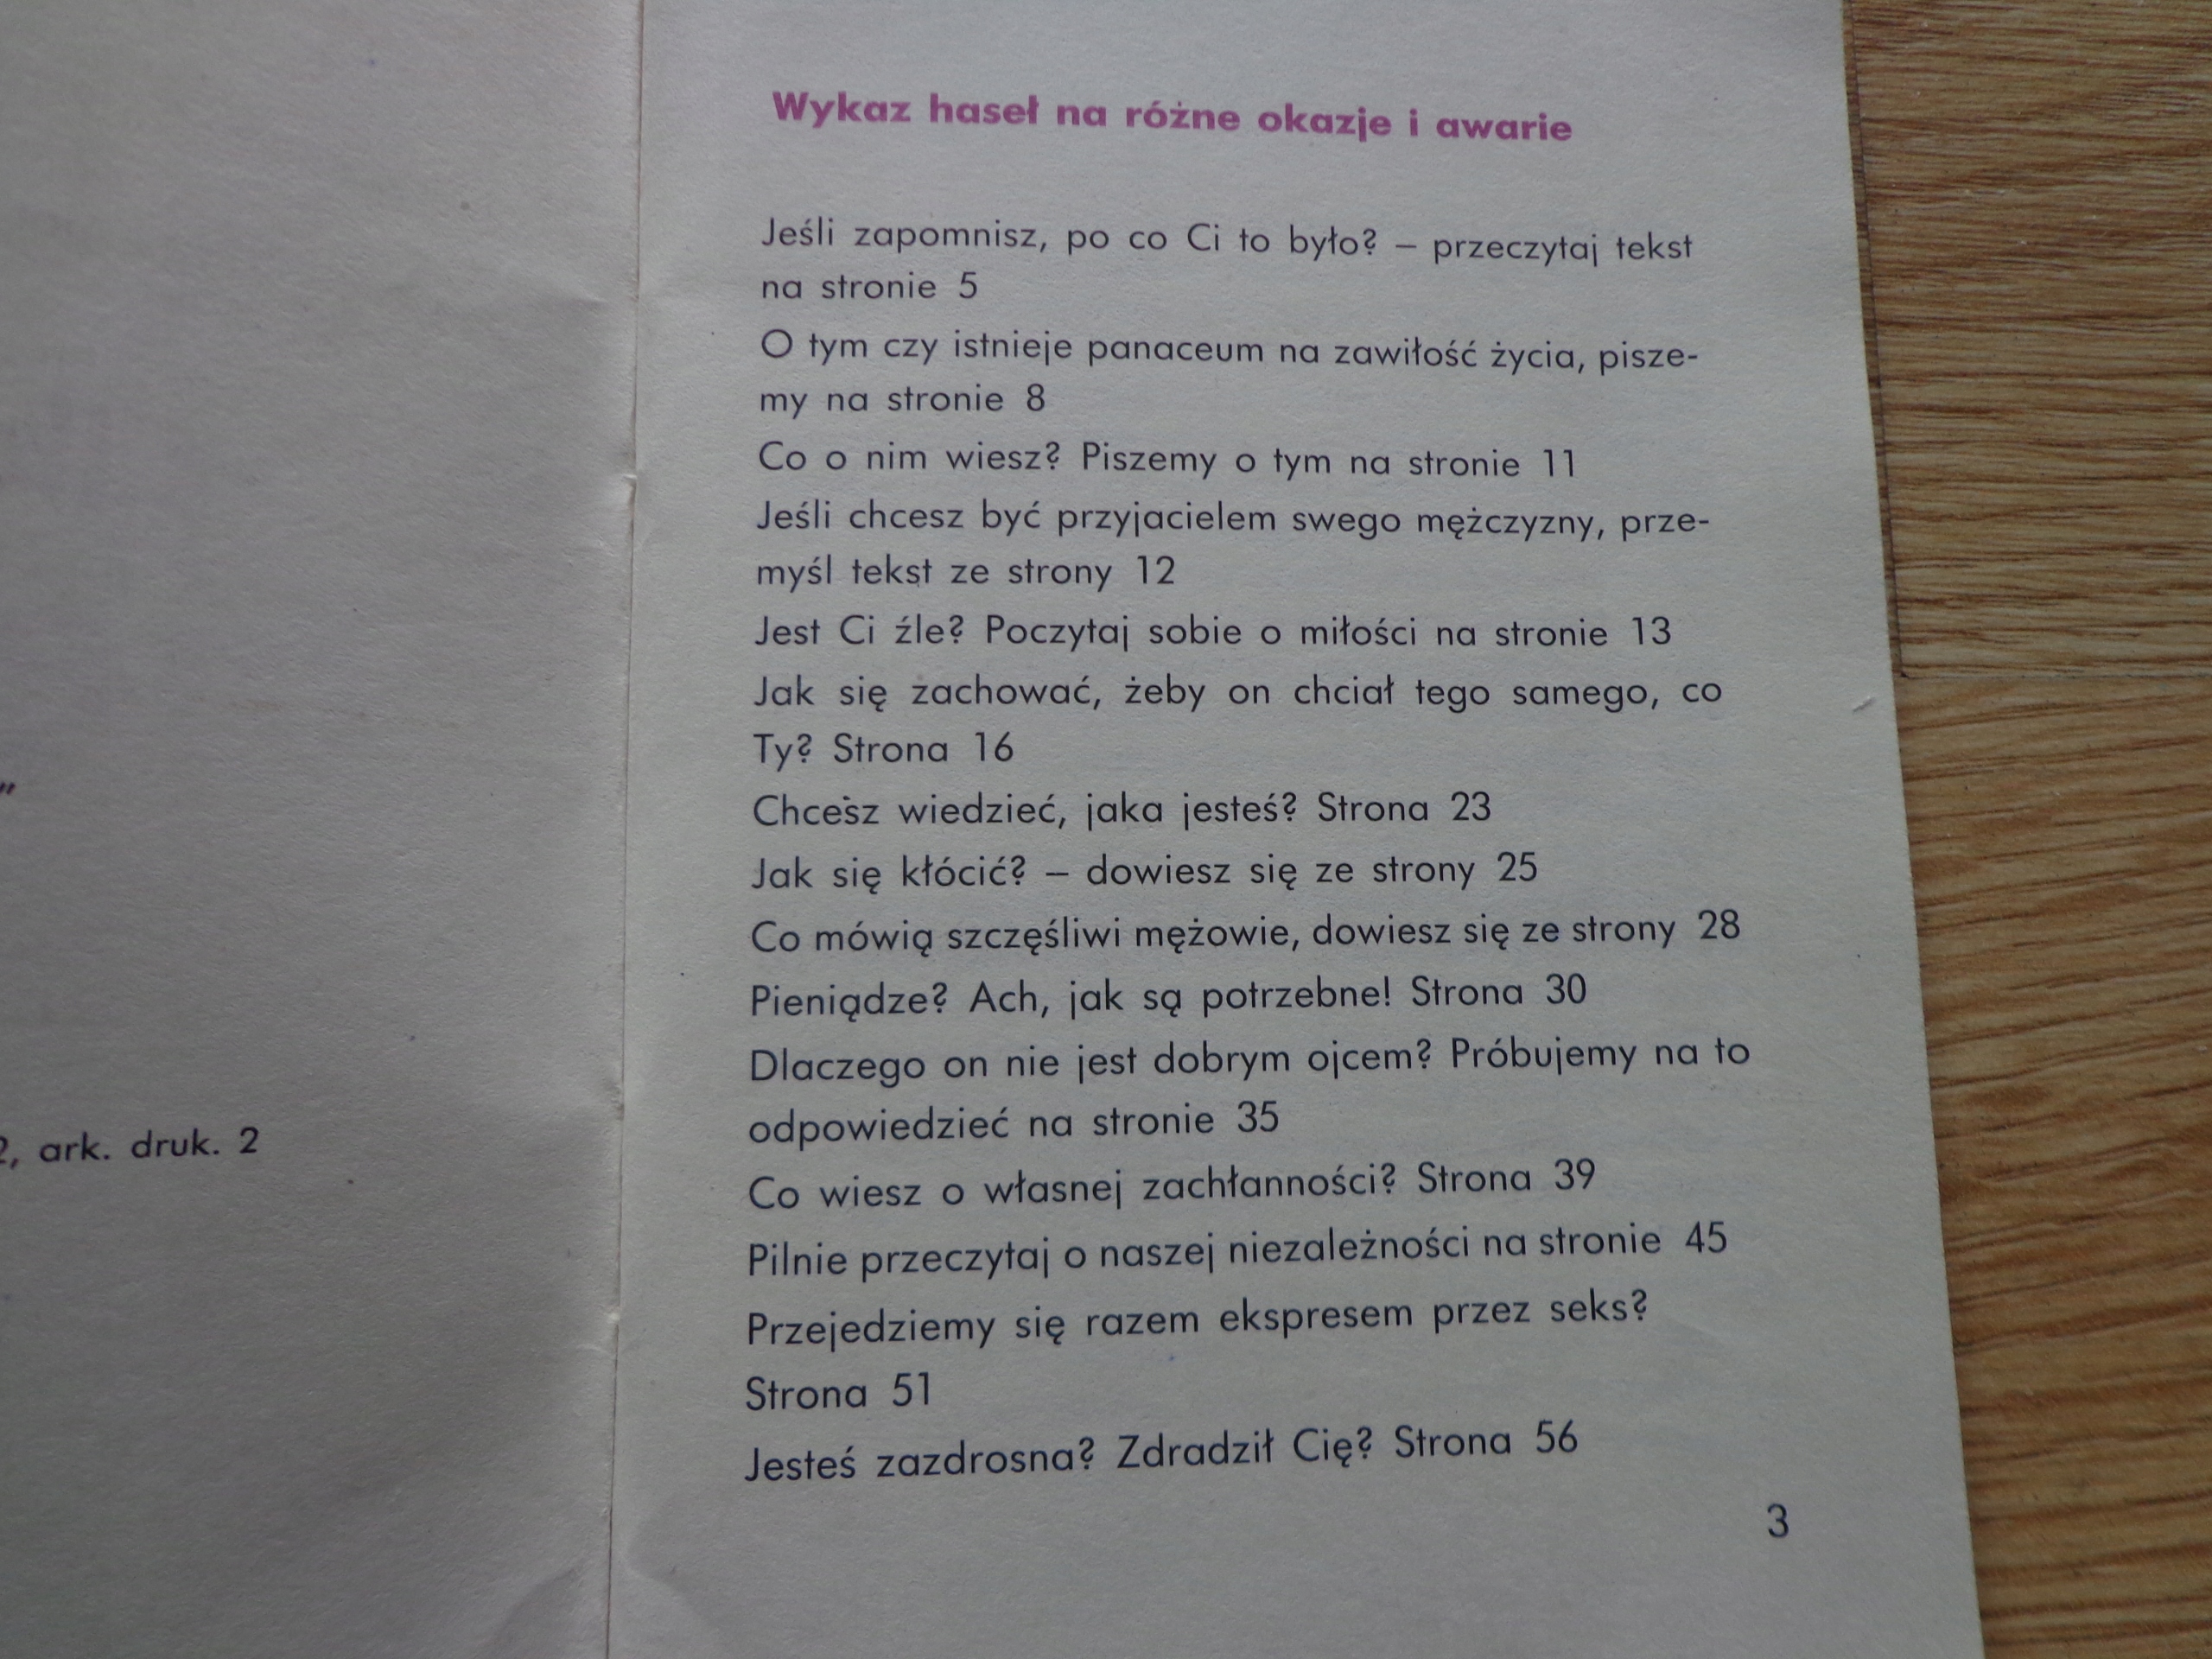 ”
2, ark. druk. 2
Wykaz haseł na różne okazje i awarie
Jeśli zapomnisz, po co Ci to było? – przeczytaj tekst
na stronie 5
O tym czy istnieje panaceum na zawiłość życia, pisze-
my na stronie 8
Co o nim wiesz? Piszemy o tym na stronie 11
Jeśli chcesz być przyjacielem swego mężczyzny, prze-
myśl tekst ze strony 12
Jest Ci źle? Poczytaj sobie o miłości na stronie 13
Jak się zachować, żeby on chciał tego samego, co
Ty? Strona 16
Chcesz wiedzieć, jaka jesteś? Strona 23
Jak się kłócić? – dowiesz się ze strony 25
Co mówią szczęśliwi mężowie, dowiesz się ze strony 28
Pieniądze? Ach, jak są potrzebne! Strona 30
Dlaczego on nie jest dobrym ojcem? Próbujemy na to
odpowiedzieć na stronie 35
Co wiesz o własnej zachłanności? Strona 39
Pilnie przeczytaj o naszej niezależności na stronie 45
Przejedziemy się razem ekspresem przez seks?
Strona 51
Jesteś zazdrosna? Zdradził Cię? Strona 56
3